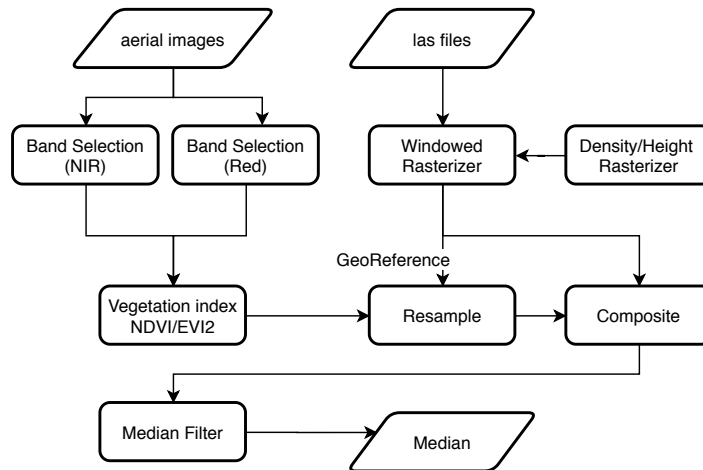 aerial images
las files
Band Selection
(NIR)
Band Selection
(Red)
Windowed
Rasterizer
Density/Height
Rasterizer
GeoReference
Vegetation index
NDVI/EVI2
Resample
Composite
Median Filter
Median